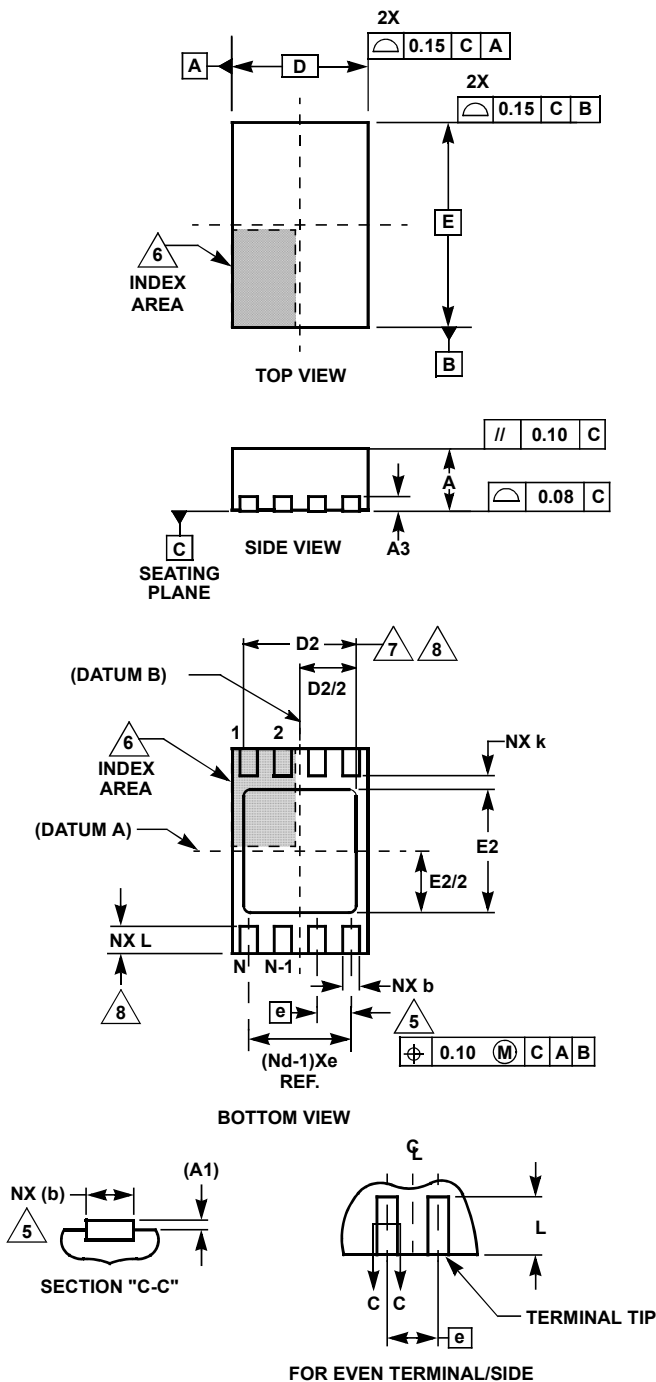 2X
⌓ 0.15 C A
A
D
2X
⌓ 0.15 C B
E
6
INDEX
AREA
B
TOP VIEW
// 0.10 C
A
⌓ 0.08 C
C
SIDE VIEW
A3
SEATING
PLANE
D2
7 8
(DATUM B)
D2/2
1 2
NX k
6
INDEX
AREA
(DATUM A)
E2
E2/2
NX L
N N-1
NX b
8
e
5
(Nd-1)Xe
REF.
⌖ 0.10 Ⓜ C A B
BOTTOM VIEW
(A1)
NX (b)
5
SECTION "C-C"
℄
L
C C
TERMINAL TIP
e
FOR EVEN TERMINAL/SIDE